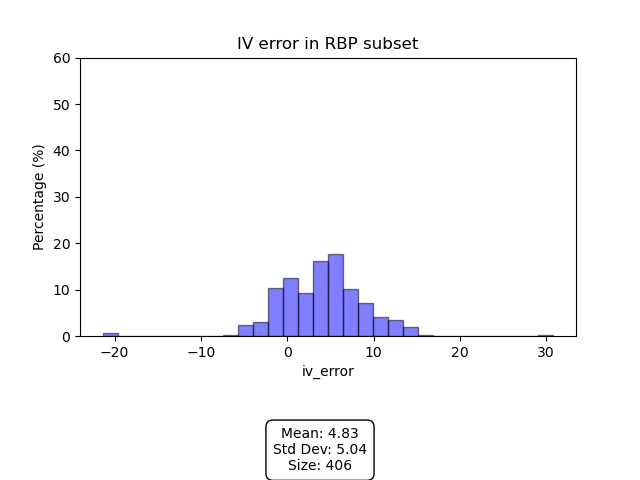 IV error in RBP subset
60
50
40
30
20
10
0
Percentage (%)
−20
−10
0
10
20
30
iv_error
Mean: 4.83
Std Dev: 5.04
Size: 406